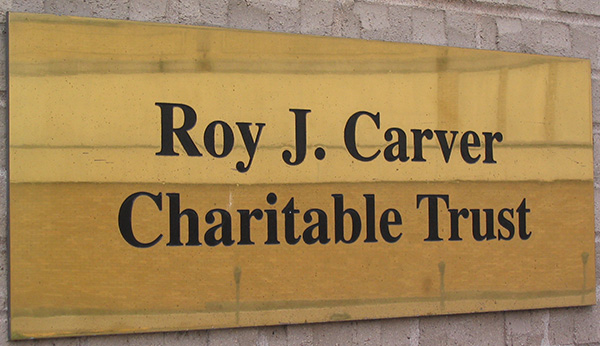 Roy J. Carver
Charitable Trust